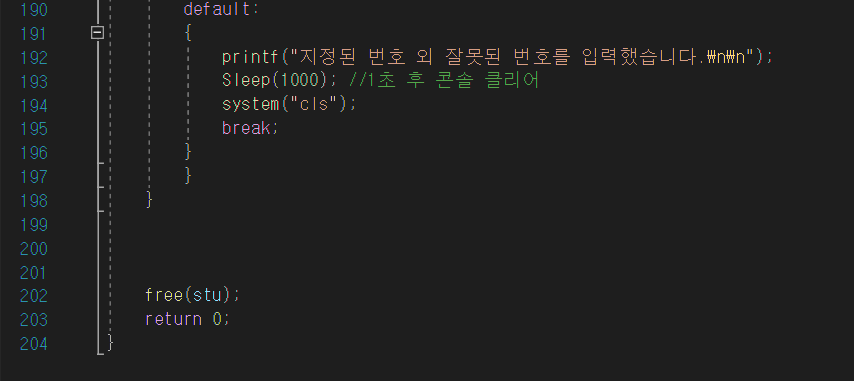 190 default:
191 {
192 printf("지정된 번호 외 잘못된 번호를 입력했습니다.₩n₩n");
193 Sleep(1000); //1초 후 콘솔 클리어
194 system("cls");
195 break;
196 }
197 }
198 }
199
200
201
202 free(stu);
203 return 0;
204 }